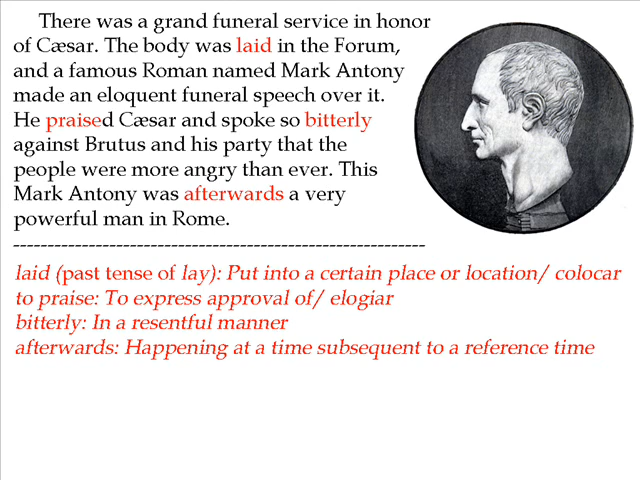 There was a grand funeral service in honor
of Cæsar. The body was laid in the Forum,
and a famous Roman named Mark Antony
made an eloquent funeral speech over it.
He praised Cæsar and spoke so bitterly
against Brutus and his party that the
people were more angry than ever. This
Mark Antony was afterwards a very
powerful man in Rome.
------------------------------------------------------------
laid (past tense of lay): Put into a certain place or location/ colocar
to praise: To express approval of/ elogiar
bitterly: In a resentful manner
afterwards: Happening at a time subsequent to a reference time